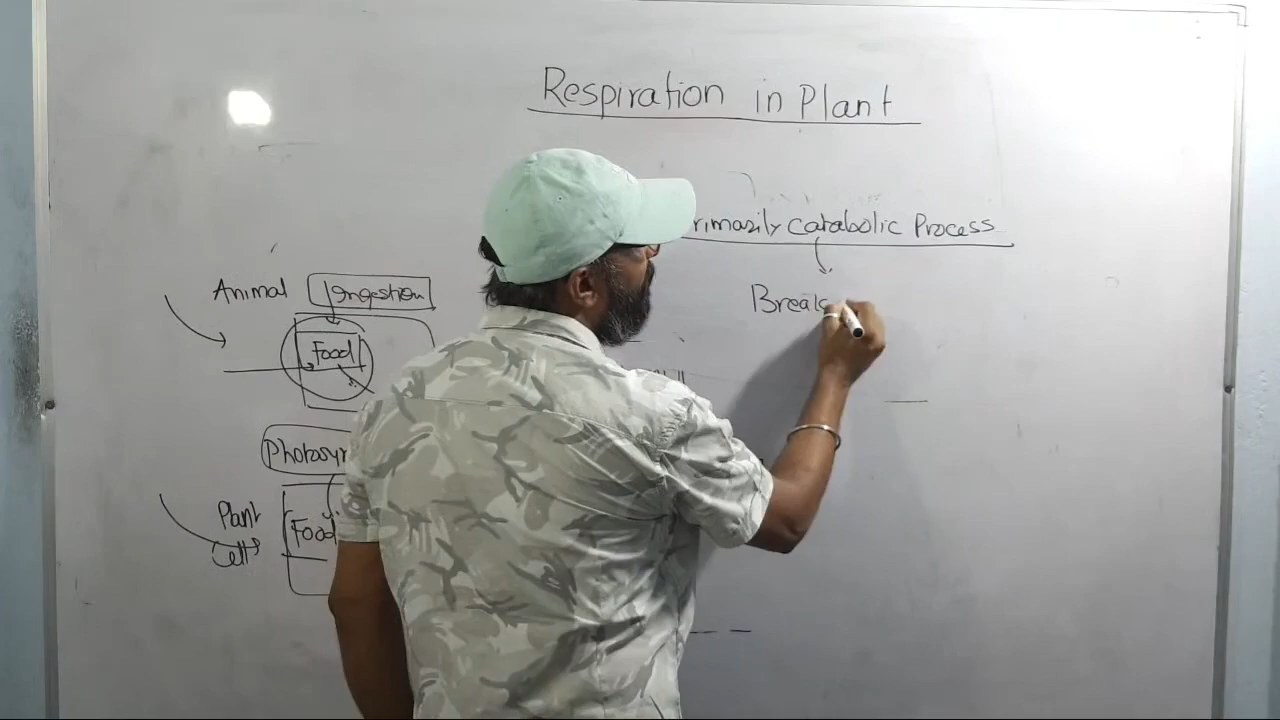 Respiration in Plant
rimarily catabolic Process
Break
Animal Ingestion
Food
Photosyn
Plant
Cell
Food